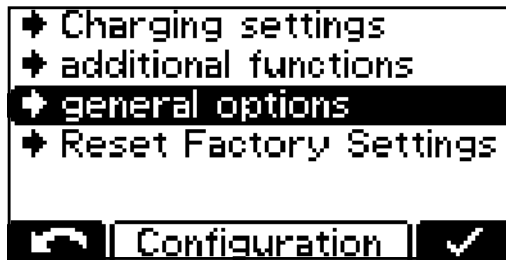 Charging settings
additional functions
general options
Reset Factory Settings
Configuration